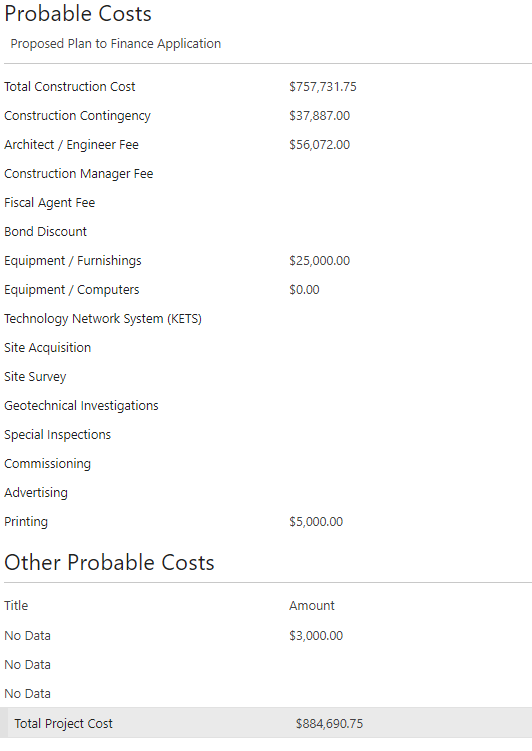 Probable Costs
Proposed Plan to Finance Application
Total Construction Cost $757,731.75
Construction Contingency $37,887.00
Architect / Engineer Fee $56,072.00
Construction Manager Fee
Fiscal Agent Fee
Bond Discount
Equipment / Furnishings $25,000.00
Equipment / Computers $0.00
Technology Network System (KETS)
Site Acquisition
Site Survey
Geotechnical Investigations
Special Inspections
Commissioning
Advertising
Printing $5,000.00
Other Probable Costs
Title Amount
No Data $3,000.00
No Data
No Data
Total Project Cost $884,690.75